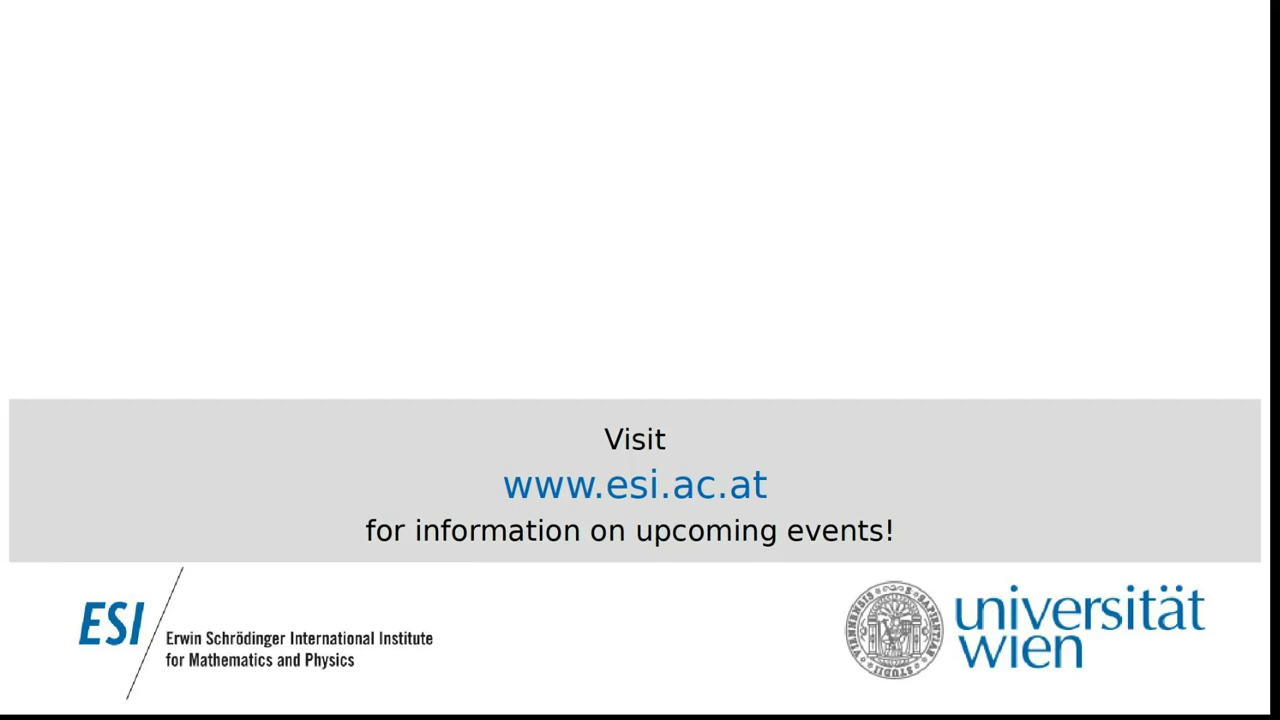 Visit
www.esi.ac.at
for information on upcoming events!
ESI
Erwin Schrödinger International Institute
for Mathematics and Physics
universität
wien